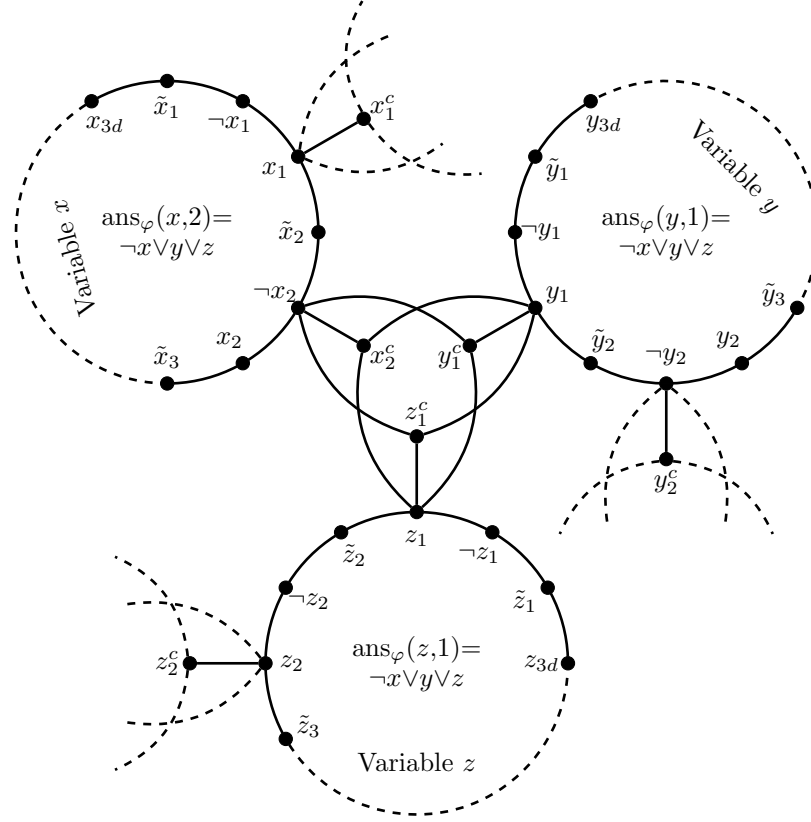 x_{3d}
x̃_1
¬x_1
x_1
x_1^c
x̃_2
¬x_2
x_2
x̃_3
Variable x
ans_φ(x,2)=
¬x∨y∨z
x_2^c
y_1^c
z_1^c
y_{3d}
ỹ_1
¬y_1
y_1
ỹ_2
¬y_2
y_2
ỹ_3
y_2^c
Variable y
ans_φ(y,1)=
¬x∨y∨z
z_1
¬z_1
z̃_1
z_{3d}
z̃_2
¬z_2
z_2
z_2^c
z̃_3
ans_φ(z,1)=
¬x∨y∨z
Variable z